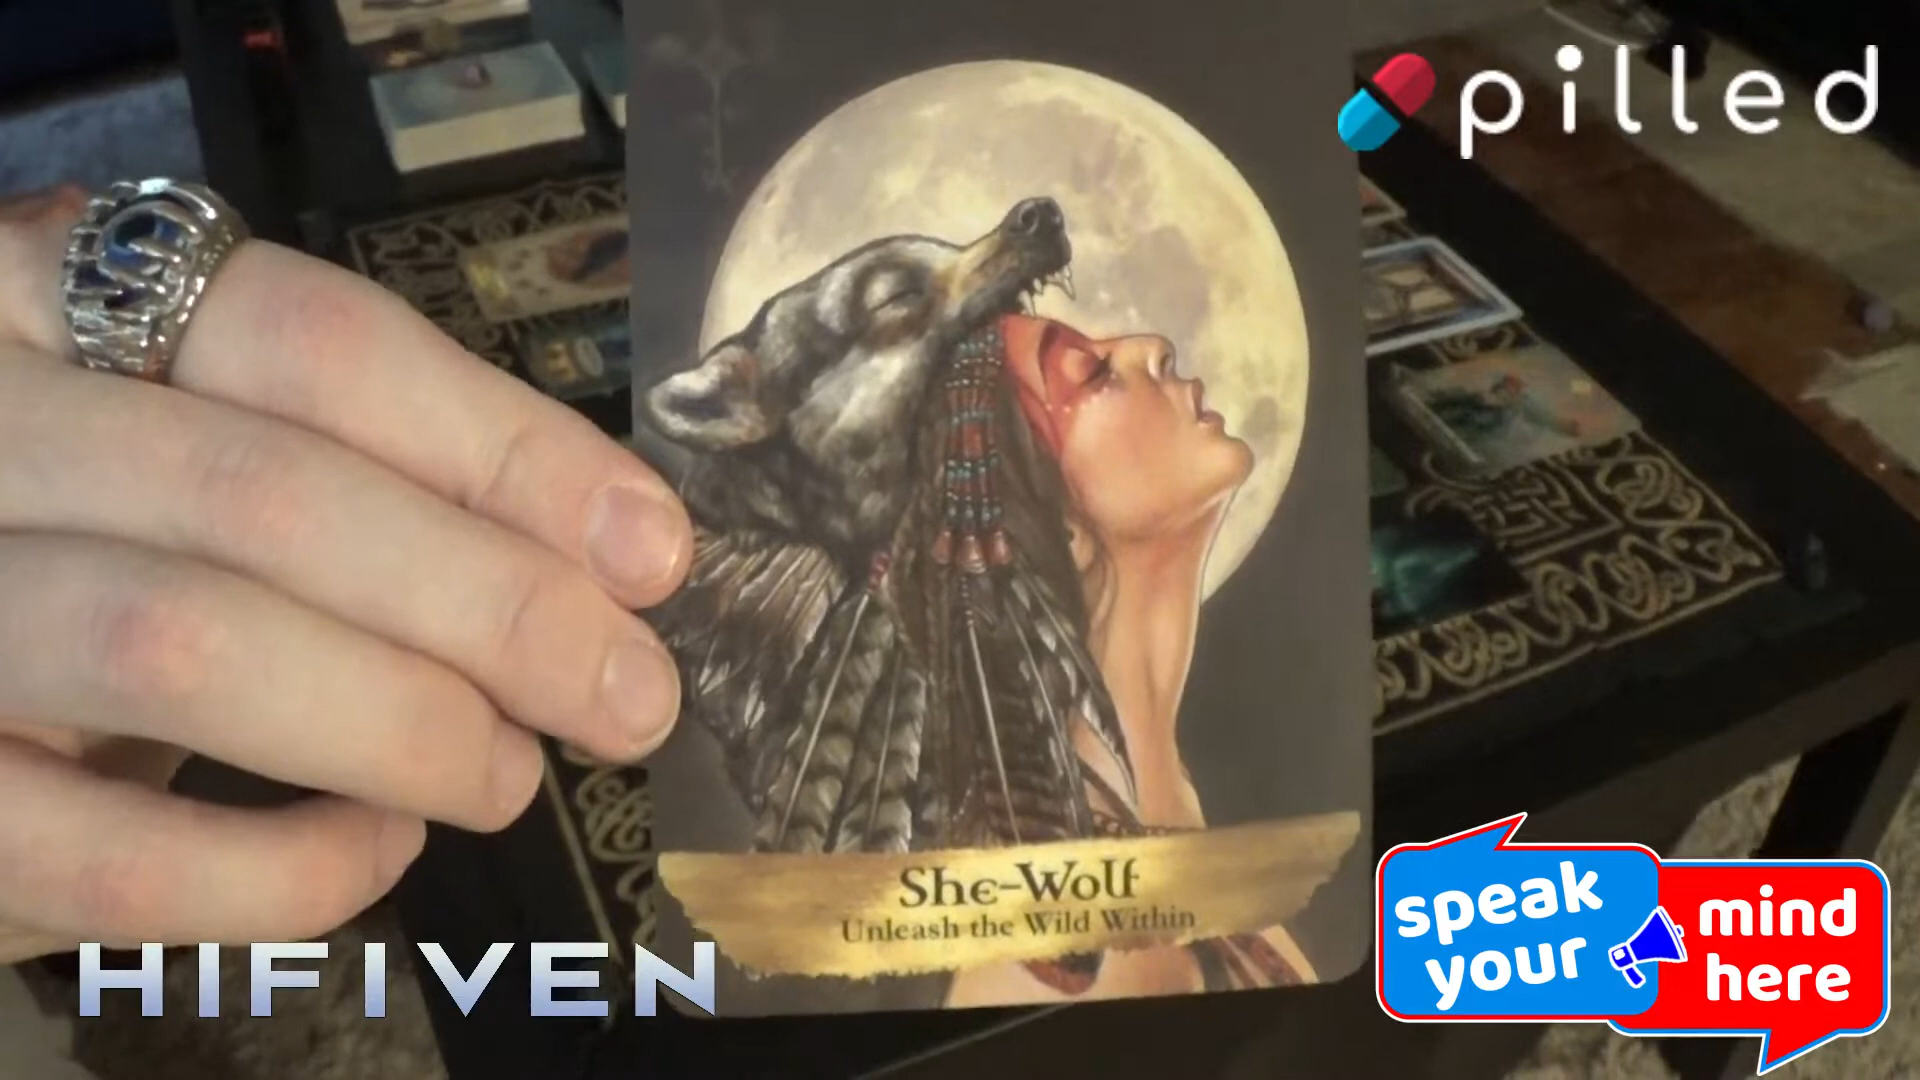 pilled
She-Wolf
Unleash the Wild Within
speak
your
mind
here
HIFIVEN